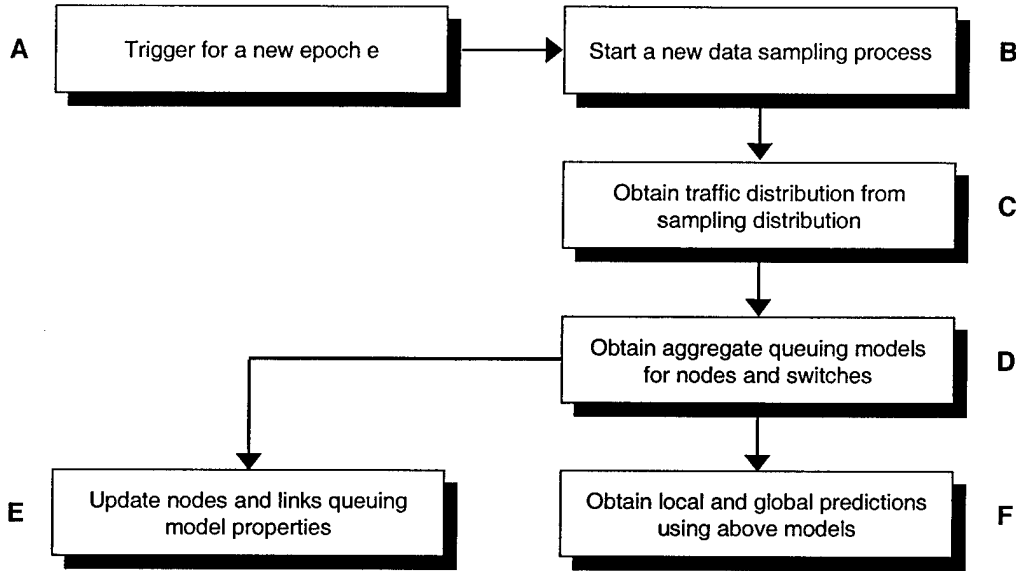 A
Trigger for a new epoch e
Start a new data sampling process
B
Obtain traffic distribution from
sampling distribution
C
Obtain aggregate queuing models
for nodes and switches
D
E
Update nodes and links queuing
model properties
Obtain local and global predictions
using above models
F